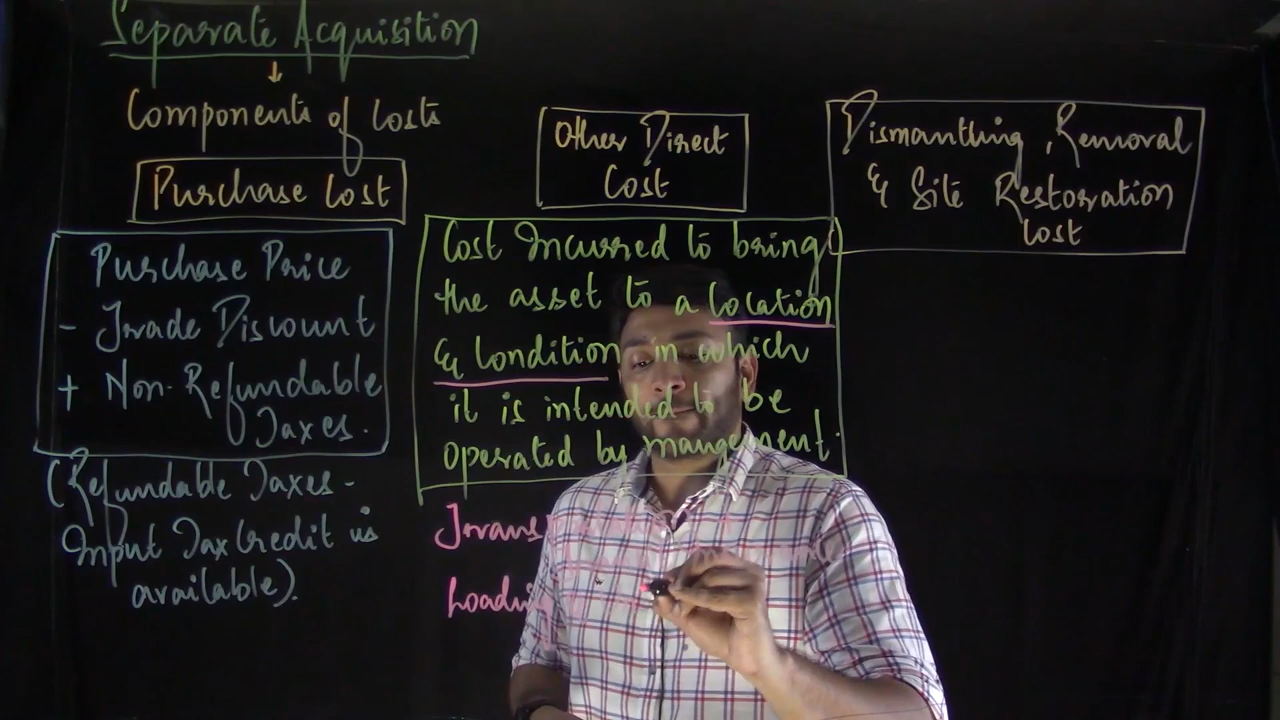 Separate Acquisition
↓
Components of Costs
Purchase Cost
Purchase Price
- Trade Discount
+ Non-Refundable
Taxes.
(Refundable Taxes -
Input Tax Credit is
available).
Other Direct
Cost
Cost Incurred to bring
the asset to a location
& Condition in which
it is intended to be
operated by mangement.
Loading
Dismantling, Removal
& Site Restoration
Cost